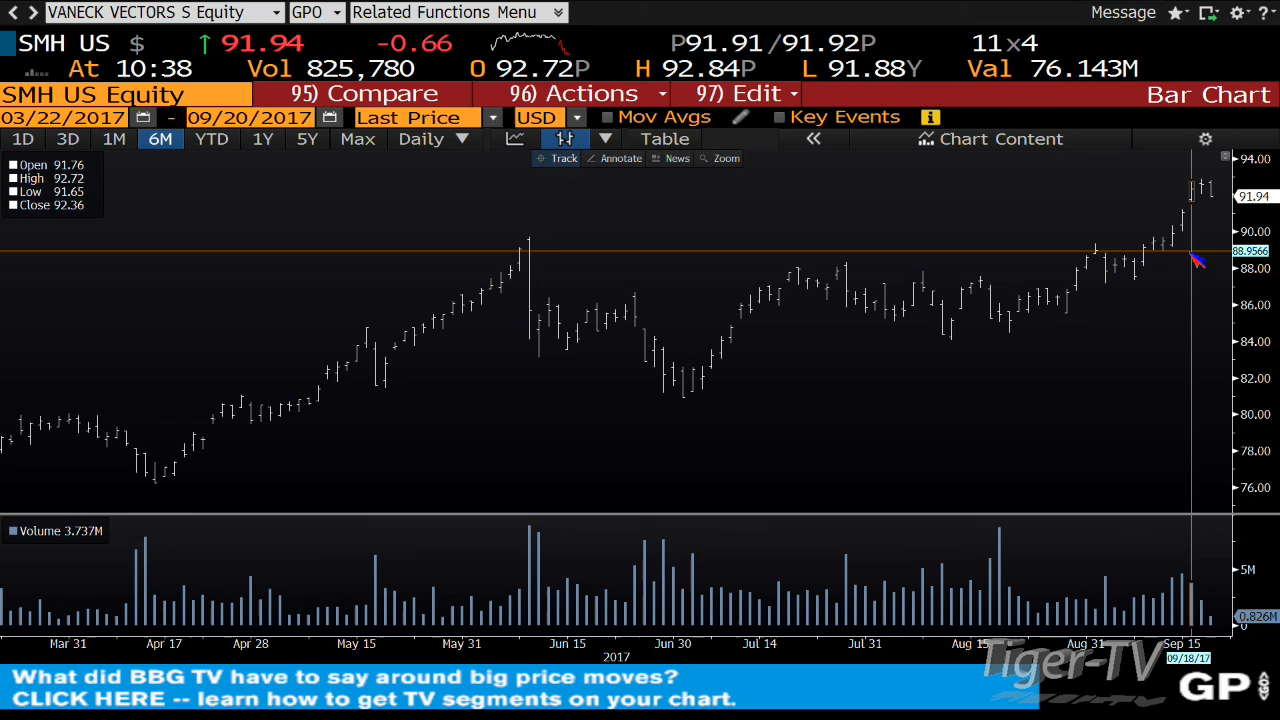 VANECK VECTORS S Equity GPO Related Functions Menu Message ?
SMH US $ ↑ 91.94 -0.66 P91.91/91.92P 11x4
At 10:38 Vol 825,780 O 92.72P H 92.84P L 91.88Y Val 76.143M
SMH US Equity 95) Compare 96) Actions 97) Edit Bar Chart
03/22/2017 - 09/20/2017 Last Price USD Mov Avgs Key Events i
1D 3D 1M 6M YTD 1Y 5Y Max Daily Table « Chart Content
Track Annotate News Zoom
Open 91.76
High 92.72
Low 91.65
Close 92.36
94.00
91.94
90.00
88.9566
88.00
86.00
84.00
82.00
80.00
78.00
76.00
Volume 3.737M
5M
0.826M
0
Mar 31 Apr 17 Apr 28 May 15 May 31 Jun 15 Jun 30 Jul 14 Jul 31 Aug 15 Aug 31 Sep 15
2017
09/18/17
Tiger-TV
What did BBG TV have to say around big price moves?
CLICK HERE -- learn how to get TV segments on your chart.
GP GO